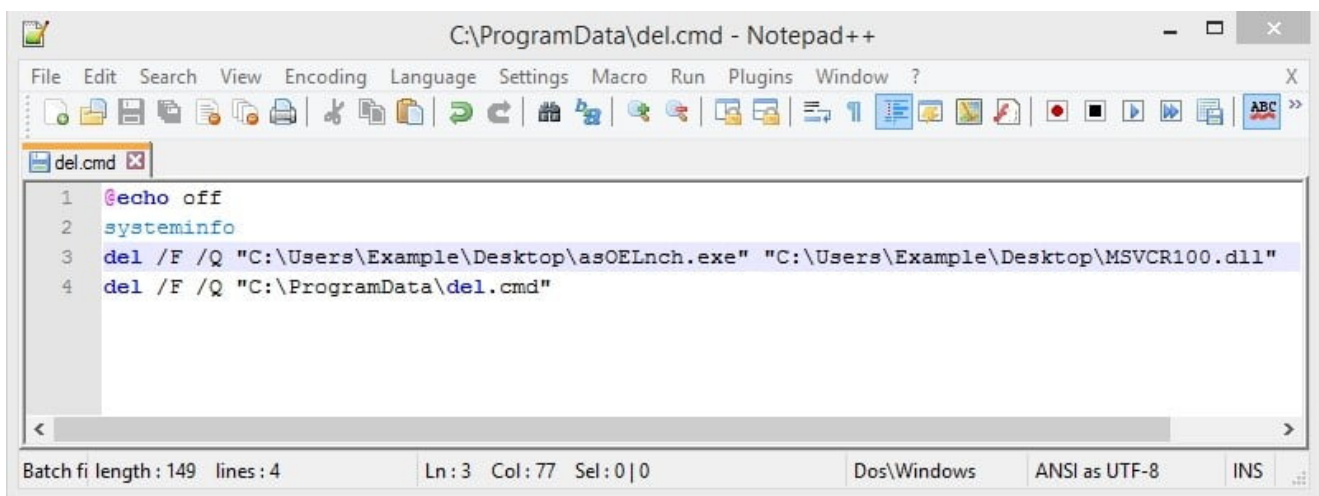 C:\ProgramData\del.cmd - Notepad++
File Edit Search View Encoding Language Settings Macro Run Plugins Window ? X
ABC
del.cmd
1 @echo off
2 systeminfo
3 del /F /Q "C:\Users\Example\Desktop\asOELnch.exe" "C:\Users\Example\Desktop\MSVCR100.dll"
4 del /F /Q "C:\ProgramData\del.cmd"
Batch fi length : 149 lines : 4 Ln : 3 Col : 77 Sel : 0 | 0 Dos\Windows ANSI as UTF-8 INS